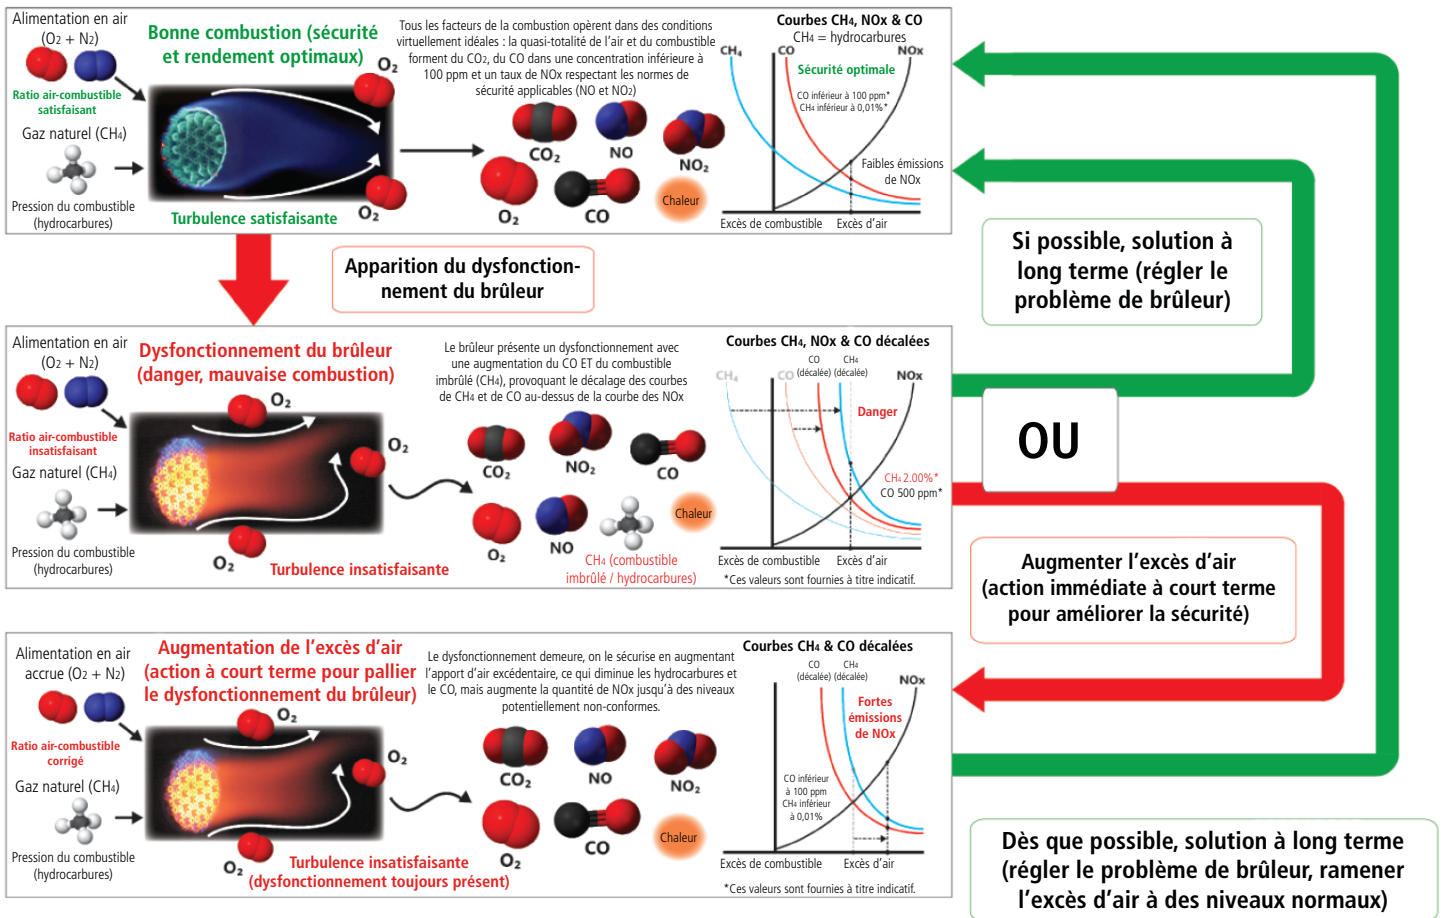 Alimentation en air
(O2 + N2)
Ratio air-combustible
satisfaisant
Gaz naturel (CH4)
Pression du combustible
(hydrocarbures)
Bonne combustion (sécurité
et rendement optimaux)
O2
O2
Turbulence satisfaisante
Tous les facteurs de la combustion opèrent dans des conditions
virtuellement idéales : la quasi-totalité de l’air et du combustible
forment du CO2, du CO dans une concentration inférieure à
100 ppm et un taux de NOx respectant les normes de
sécurité applicables (NO et NO2)
CO2
NO
NO2
O2
CO
Chaleur
Courbes CH4, NOx & CO
CH4 = hydrocarbures
CH4
CO
NOx
Sécurité optimale
CO inférieur à 100 ppm*
CH4 inférieur à 0,01%*
Faibles émissions
de NOx
Excès de combustible
Excès d’air
Apparition du dysfonction-
nement du brûleur
Si possible, solution à
long terme (régler le
problème de brûleur)
Alimentation en air
(O2 + N2)
Ratio air-combustible
insatisfaisant
Gaz naturel (CH4)
Pression du combustible
(hydrocarbures)
Dysfonctionnement du brûleur
(danger, mauvaise combustion)
O2
O2
O2
Turbulence insatisfaisante
Le brûleur présente un dysfonctionnement avec
une augmentation du CO ET du combustible
imbrûlé (CH4), provoquant le décalage des courbes
de CH4 et de CO au-dessus de la courbe des NOx
CO2
NO2
CO
O2
NO
CH4 (combustible
imbrûlé / hydrocarbures)
Chaleur
Courbes CH4, NOx & CO décalées
CH4
CO
CO
(décalée)
CH4
(décalée)
NOx
Danger
CH4 2.00%*
CO 500 ppm*
Excès de combustible
Excès d’air
*Ces valeurs sont fournies à titre indicatif.
OU
Augmenter l’excès d’air
(action immédiate à court terme
pour améliorer la sécurité)
Alimentation en air
accrue (O2 + N2)
Ratio air-combustible
corrigé
Gaz naturel (CH4)
Pression du combustible
(hydrocarbures)
Augmentation de l’excès d’air
(action à court terme pour pallier
le dysfonctionnement du brûleur)
O2
O2
O2
Turbulence insatisfaisante
(dysfonctionnement toujours présent)
Le dysfonctionnement demeure, on le sécurise en augmentant
l’apport d’air excédentaire, ce qui diminue les hydrocarbures et
le CO, mais augmente la quantité de NOx jusqu’à des niveaux
potentiellement non-conformes.
CO2
NO
NO2
O2
CO
Chaleur
Courbes CH4 & CO décalées
CO
(décalée)
CH4
(décalée)
NOx
Fortes
émissions
de NOx
CO inférieur
à 100 ppm
CH4 inférieur
à 0,01%
Excès de combustible
Excès d’air
*Ces valeurs sont fournies à titre indicatif.
Dès que possible, solution à long terme
(régler le problème de brûleur, ramener
l’excès d’air à des niveaux normaux)